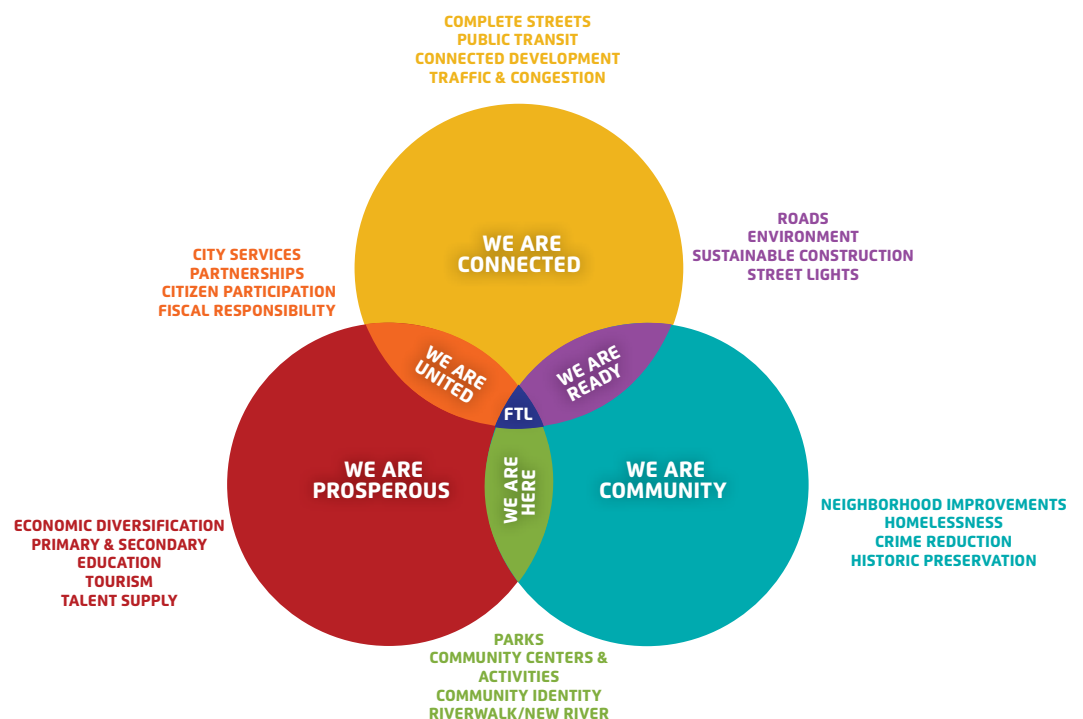 COMPLETE STREETS
PUBLIC TRANSIT
CONNECTED DEVELOPMENT
TRAFFIC & CONGESTION
WE ARE
CONNECTED
ROADS
ENVIRONMENT
SUSTAINABLE CONSTRUCTION
STREET LIGHTS
CITY SERVICES
PARTNERSHIPS
CITIZEN PARTICIPATION
FISCAL RESPONSIBILITY
WE ARE
UNITED
WE ARE
READY
FTL
WE ARE
PROSPEROUS
WE ARE
HERE
WE ARE
COMMUNITY
ECONOMIC DIVERSIFICATION
PRIMARY & SECONDARY
EDUCATION
TOURISM
TALENT SUPPLY
NEIGHBORHOOD IMPROVEMENTS
HOMELESSNESS
CRIME REDUCTION
HISTORIC PRESERVATION
PARKS
COMMUNITY CENTERS &
ACTIVITIES
COMMUNITY IDENTITY
RIVERWALK/NEW RIVER